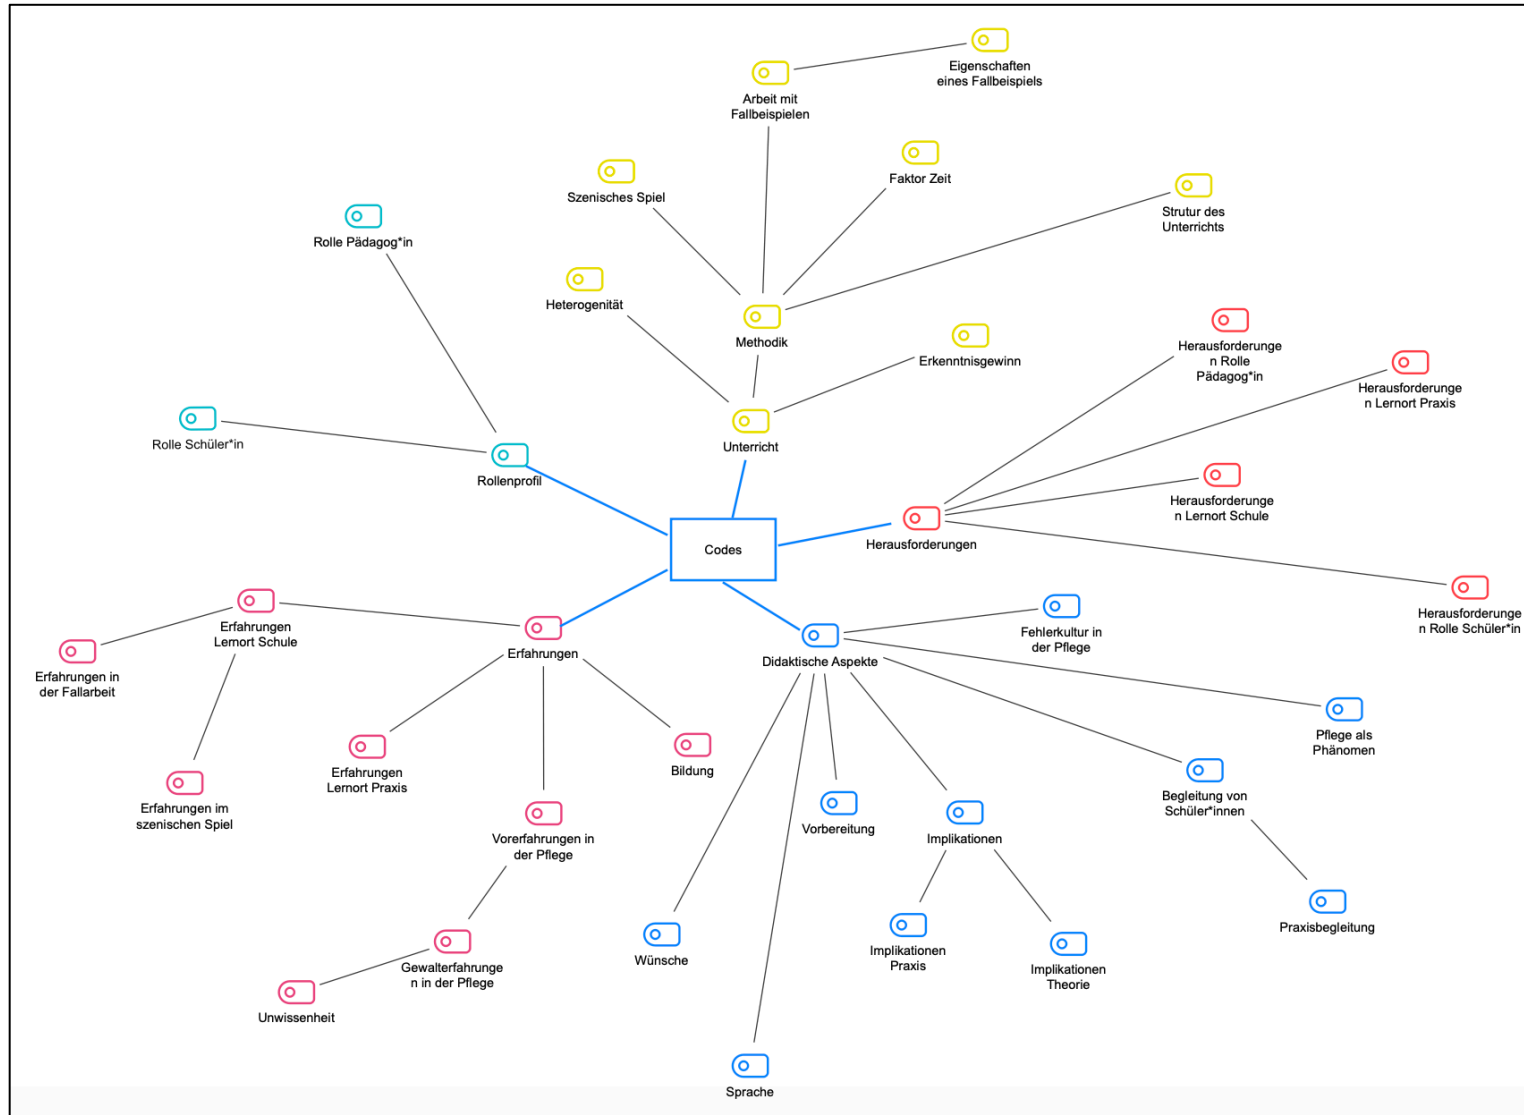 Eigenschaften
eines Fallbeispiels
Arbeit mit
Fallbeispielen
Faktor Zeit
Szenisches Spiel
Strutur des
Unterrichts
Rolle Pädagog*in
Heterogenität
Methodik
Erkenntnisgewinn
Herausforderunge
n Rolle
Pädagog*in
Herausforderunge
n Lernort Praxis
Rolle Schüler*in
Rollenprofil
Unterricht
Herausforderunge
n Lernort Schule
Herausforderungen
Codes
Herausforderunge
n Rolle Schüler*in
Erfahrungen
Lernort Schule
Erfahrungen in
der Fallarbeit
Erfahrungen
Didaktische Aspekte
Fehlerkultur in
der Pflege
Pflege als
Phänomen
Erfahrungen
Lernort Praxis
Bildung
Erfahrungen im
szenischen Spiel
Vorerfahrungen in
der Pflege
Vorbereitung
Implikationen
Begleitung von
Schüler*innen
Praxisbegleitung
Wünsche
Implikationen
Praxis
Implikationen
Theorie
Gewalterfahrunge
n in der Pflege
Unwissenheit
Sprache